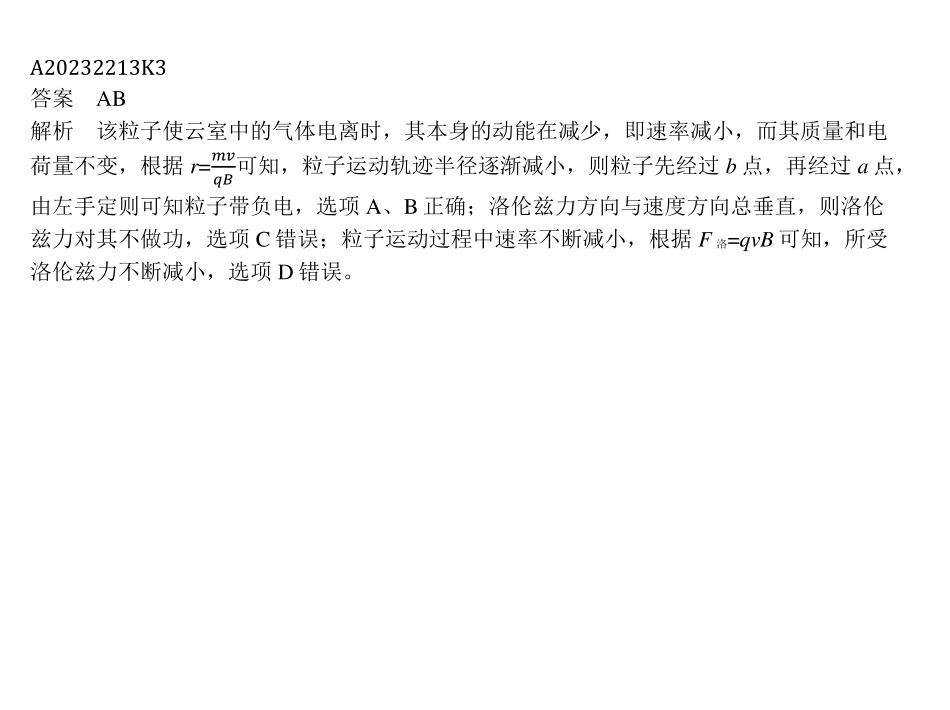 A20232213K3
答案 AB
解析 该粒子使云室中的气体电离时，其本身的动能在减少，即速率减小，而其质量和电
荷量不变，根据 r=mv/qB可知，粒子运动轨迹半径逐渐减小，则粒子先经过 b 点，再经过 a 点，
由左手定则可知粒子带负电，选项 A、B 正确；洛伦兹力方向与速度方向总垂直，则洛伦
兹力对其不做功，选项 C 错误；粒子运动过程中速率不断减小，根据 F 洛=qvB 可知，所受
洛伦兹力不断减小，选项 D 错误。